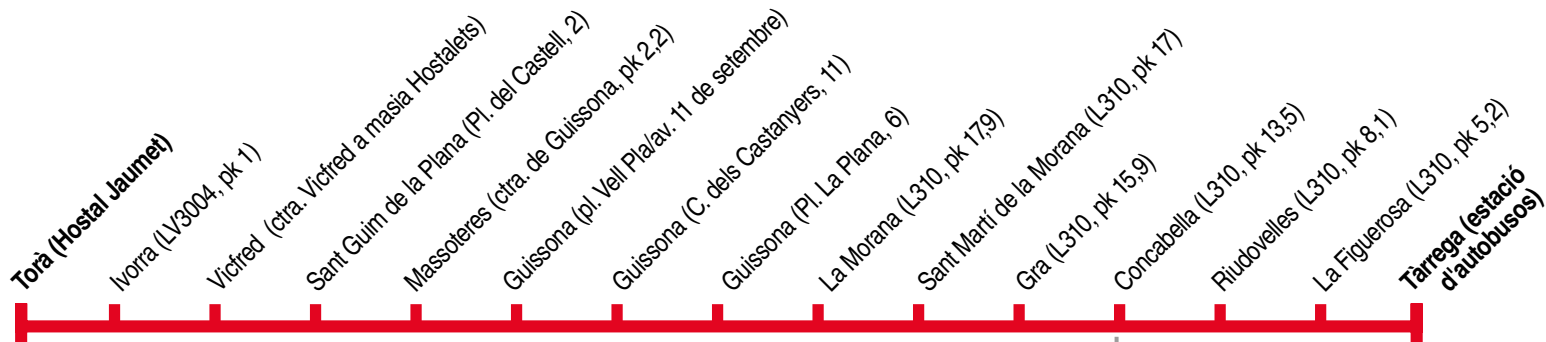 Torà (Hostal Jaumet)
Ivorra (LV3004, pk 1)
Vicfred (ctra. Vicfred a masia Hostalets)
Sant Guim de la Plana (Pl. del Castell, 2)
Massoteres (ctra. de Guissona, pk 2,2)
Guissona (pl. Vell Pla/av. 11 de setembre)
Guissona (C. dels Castanyers, 11)
Guissona (Pl. La Plana, 6)
La Morana (L310, pk 17,9)
Sant Martí de la Morana (L310, pk 17)
Gra (L310, pk 15,9)
Concabella (L310, pk 13,5)
Riudovelles (L310, pk 8,1)
La Figuerosa (L310, pk 5,2)
Tàrrega (estació
d'autobusos)